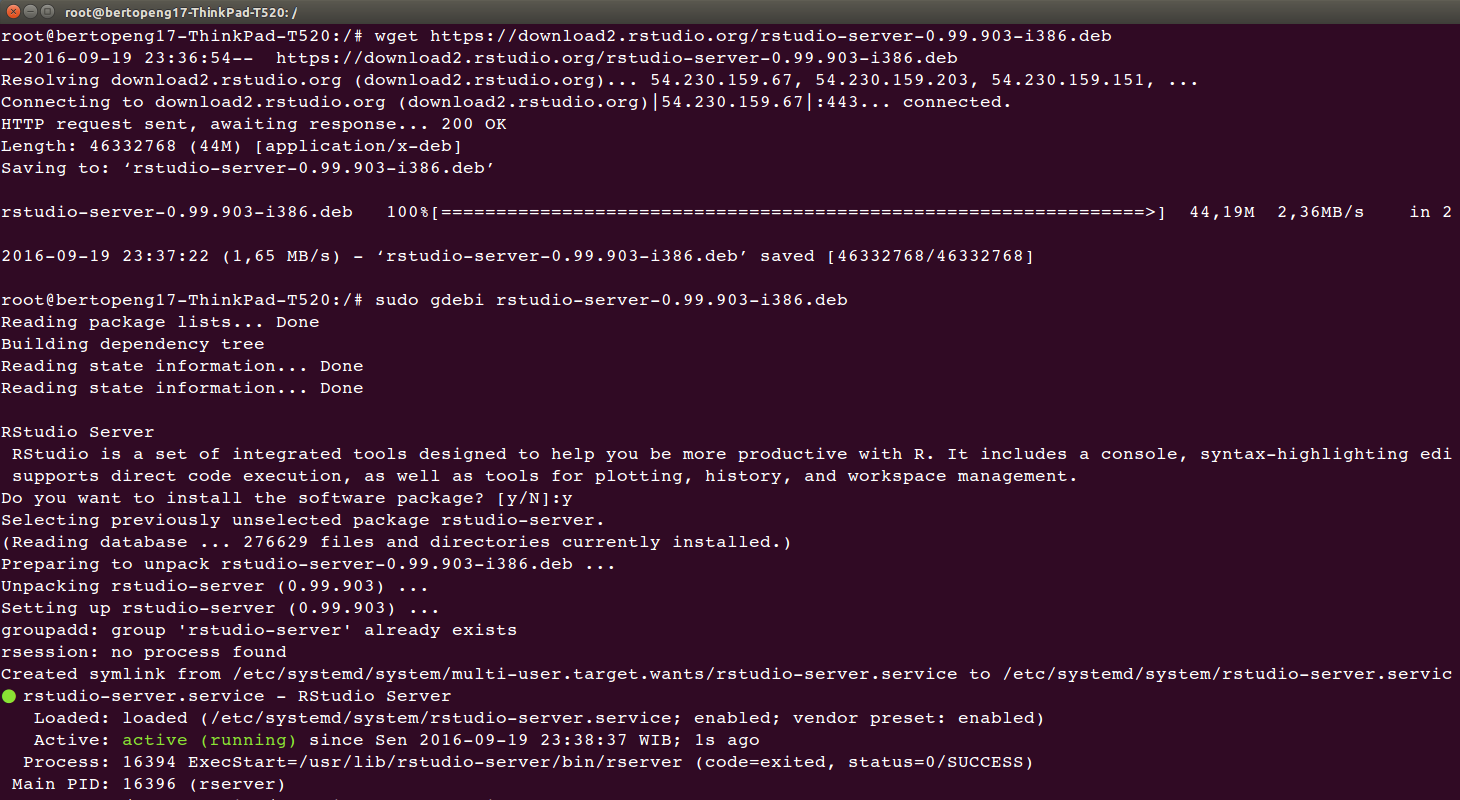 root@bertopeng17-ThinkPad-T520: /
root@bertopeng17-ThinkPad-T520:/# wget https://download2.rstudio.org/rstudio-server-0.99.903-i386.deb
--2016-09-19 23:36:54--  https://download2.rstudio.org/rstudio-server-0.99.903-i386.deb
Resolving download2.rstudio.org (download2.rstudio.org)... 54.230.159.67, 54.230.159.203, 54.230.159.151, ...
Connecting to download2.rstudio.org (download2.rstudio.org)|54.230.159.67|:443... connected.
HTTP request sent, awaiting response... 200 OK
Length: 46332768 (44M) [application/x-deb]
Saving to: ‘rstudio-server-0.99.903-i386.deb’
rstudio-server-0.99.903-i386.deb   100%[================================================================>]  44,19M  2,36MB/s    in 2
2016-09-19 23:37:22 (1,65 MB/s) - ‘rstudio-server-0.99.903-i386.deb’ saved [46332768/46332768]
root@bertopeng17-ThinkPad-T520:/# sudo gdebi rstudio-server-0.99.903-i386.deb
Reading package lists... Done
Building dependency tree
Reading state information... Done
Reading state information... Done
RStudio Server
 RStudio is a set of integrated tools designed to help you be more productive with R. It includes a console, syntax-highlighting edi
 supports direct code execution, as well as tools for plotting, history, and workspace management.
Do you want to install the software package? [y/N]:y
Selecting previously unselected package rstudio-server.
(Reading database ... 276629 files and directories currently installed.)
Preparing to unpack rstudio-server-0.99.903-i386.deb ...
Unpacking rstudio-server (0.99.903) ...
Setting up rstudio-server (0.99.903) ...
groupadd: group 'rstudio-server' already exists
rsession: no process found
Created symlink from /etc/systemd/system/multi-user.target.wants/rstudio-server.service to /etc/systemd/system/rstudio-server.servic
● rstudio-server.service - RStudio Server
   Loaded: loaded (/etc/systemd/system/rstudio-server.service; enabled; vendor preset: enabled)
   Active: active (running) since Sen 2016-09-19 23:38:37 WIB; 1s ago
  Process: 16394 ExecStart=/usr/lib/rstudio-server/bin/rserver (code=exited, status=0/SUCCESS)
 Main PID: 16396 (rserver)